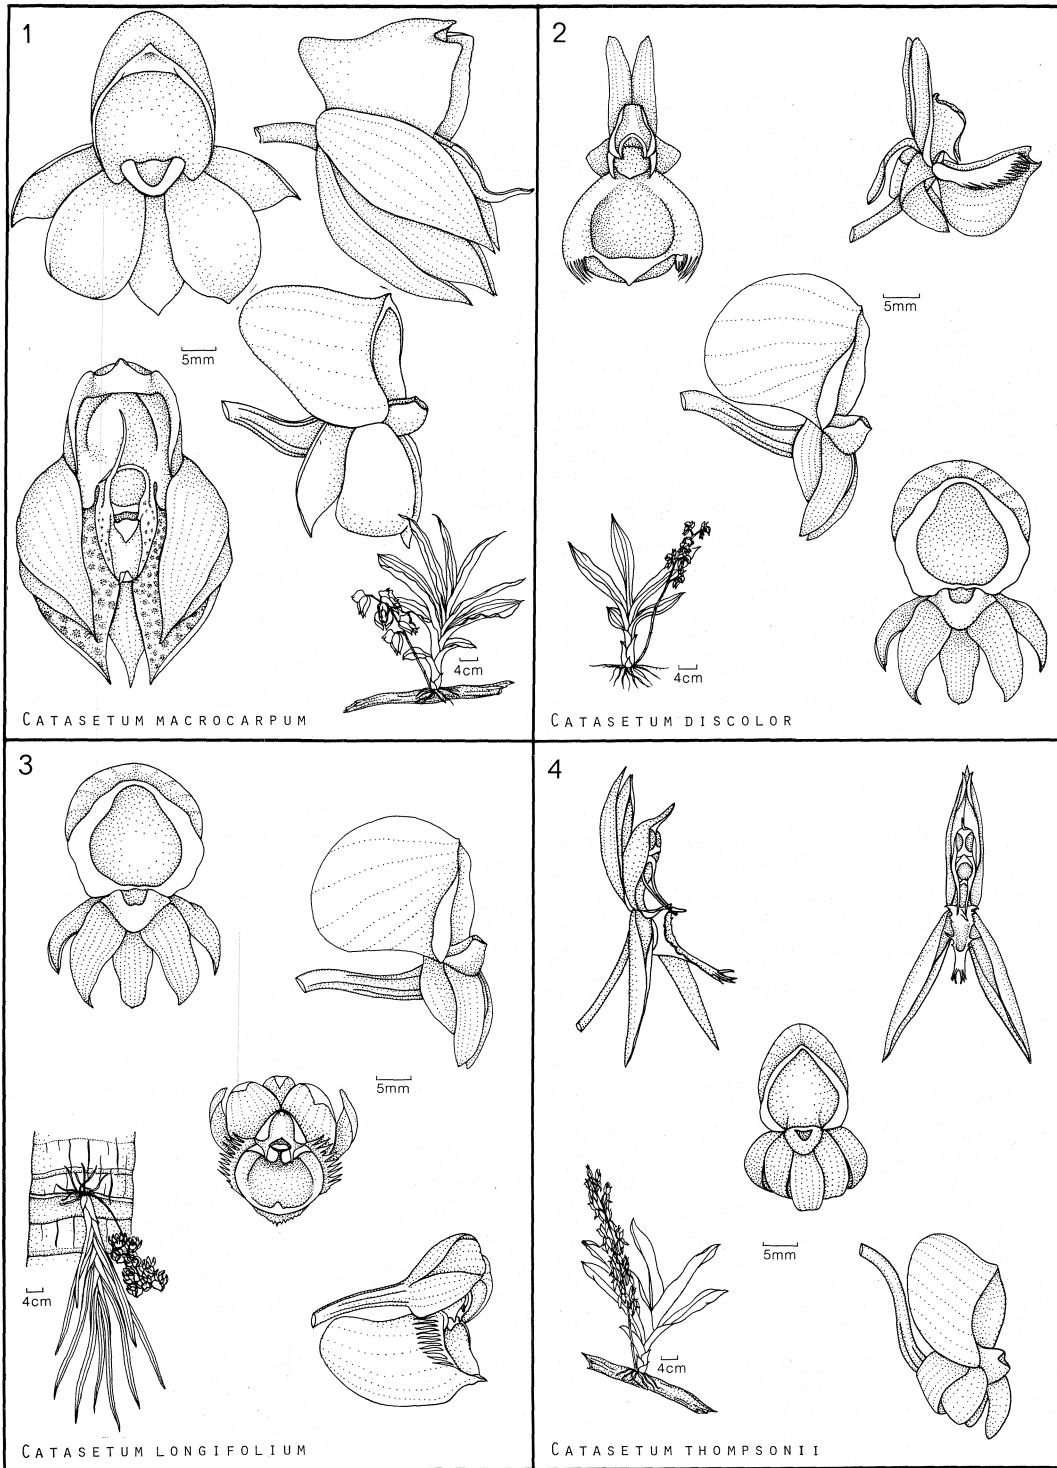 1
5mm
4cm
CATASETUM MACROCARPUM
2
5mm
4cm
CATASETUM DISCOLOR
3
5mm
4cm
CATASETUM LONGIFOLIUM
4
5mm
4cm
CATASETUM THOMPSONII